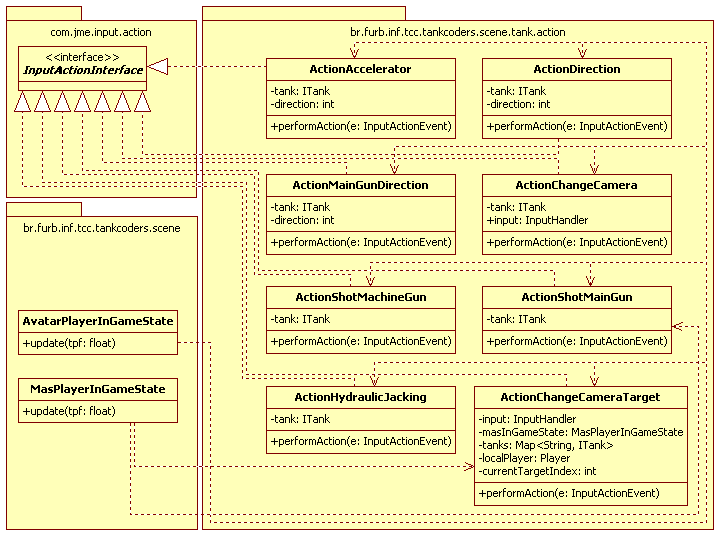 com.jme.input.action
<<interface>>
InputActionInterface
br.furb.inf.tcc.tankcoders.scene
AvatarPlayerInGameState
+update(tpf: float)
MasPlayerInGameState
+update(tpf: float)
br.furb.inf.tcc.tankcoders.scene.tank.action
ActionAccelerator
-tank: ITank
-direction: int
+performAction(e: InputActionEvent)
ActionDirection
-tank: ITank
-direction: int
+performAction(e: InputActionEvent)
ActionMainGunDirection
-tank: ITank
-direction: int
+performAction(e: InputActionEvent)
ActionChangeCamera
-tank: ITank
+input: InputHandler
+performAction(e: InputActionEvent)
ActionShotMachineGun
-tank: ITank
+performAction(e: InputActionEvent)
ActionShotMainGun
-tank: ITank
+performAction(e: InputActionEvent)
ActionHydraulicJacking
-tank: ITank
+performAction(e: InputActionEvent)
ActionChangeCameraTarget
-input: InputHandler
-masInGameState: MasPlayerInGameState
-tanks: Map<String, ITank>
-localPlayer: Player
-currentTargetIndex: int
+performAction(e: InputActionEvent)